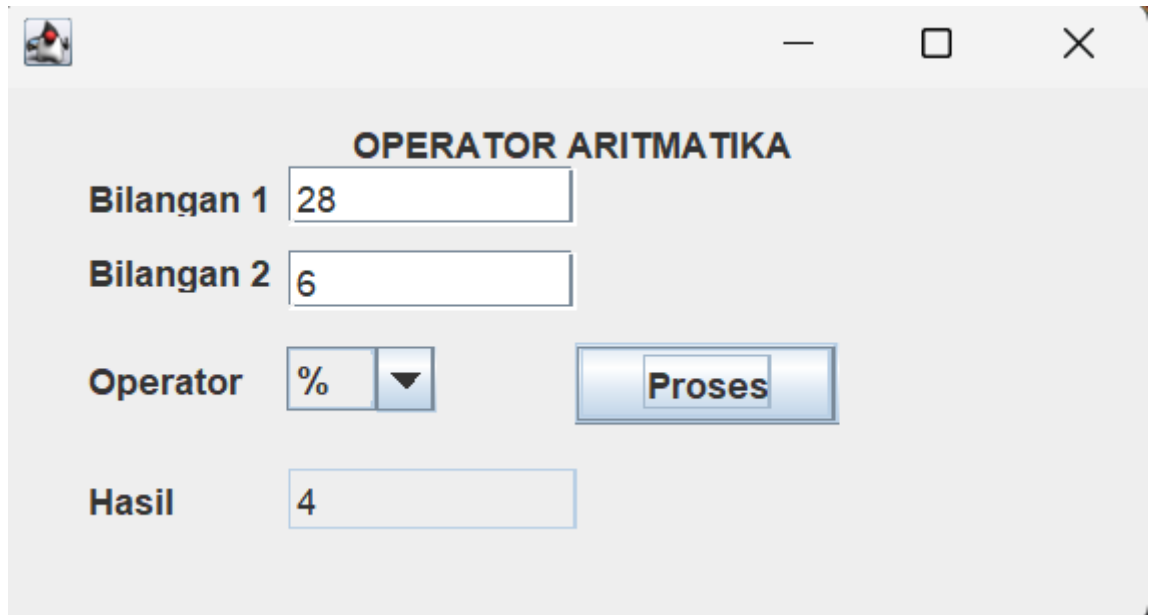 OPERATOR ARITMATIKA
Bilangan 1 28
Bilangan 2 6
Operator % Proses
Hasil 4